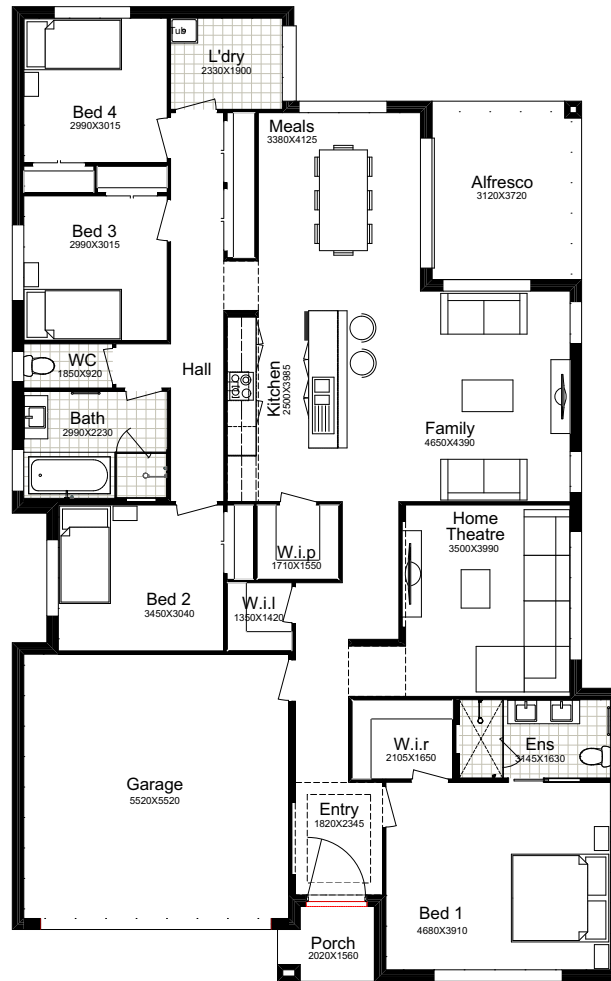 Tub
L'dry
2330X1900
Bed 4
2990X3015
Meals
3380X4125
Alfresco
3120X3720
Bed 3
2990X3015
WC
1850X920
Hall
Kitchen
2500X3985
Bath
2990X2230
Family
4650X4390
Home
Theatre
3500X3990
W.i.p
1710X1550
Bed 2
3450X3040
W.i.l
1350X1420
W.i.r
2105X1650
Ens
3145X1630
Garage
5520X5520
Entry
1820X2345
Bed 1
4680X3910
Porch
2020X1560